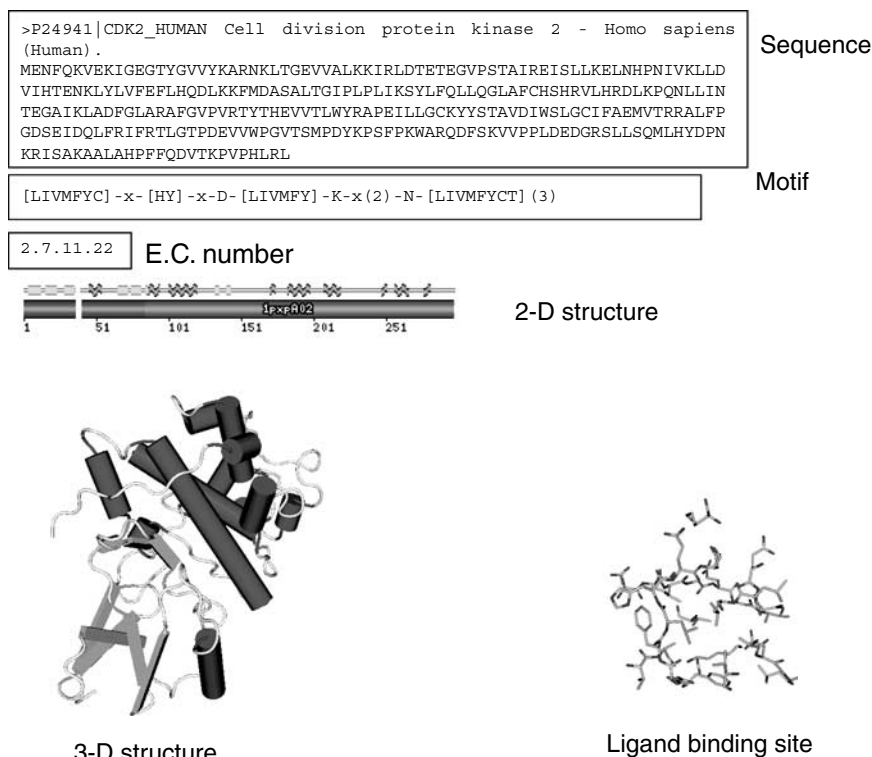 >P24941|CDK2_HUMAN Cell division protein kinase 2 - Homo sapiens
(Human).
MENFQKVEKIGEGTYGVVYKARNKLTGEVVALKKIRLDTETEGVPSTAIREISLLKELNHPNIVKLLD
VIHTENKLYLVFEFLHQDLKKFMDASALTGIPLPLIKSYLFQLLQGLAFCHSHRVLHRDLKPQNLLIN
TEGAIKLADFGLARAFGVPVRTYTHEVVTLWYRAPEILLGCKYYSTAVDIWSLGCIFAEMVTRRALFP
GDSEIDQLFRIFRTLGTPDEVVWPGVTSMPDYKPSFPKWARQDFSKVVPPLDEDGRSLLSQMLHYDPN
KRISAKAALAHPFFQDVTKPVPHLRL
Sequence
[LIVMFYC]-x-[HY]-x-D-[LIVMFY]-K-x(2)-N-[LIVMFYCT](3)
Motif
2.7.11.22
E.C. number
1pxpA02
1 51 101 151 201 251
2-D structure
3-D structure
Ligand binding site